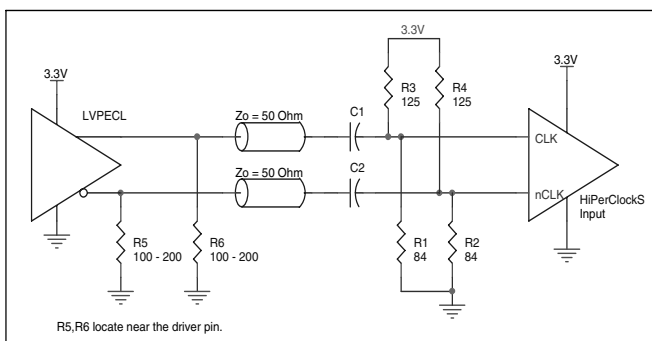 3.3V
3.3V
LVPECL
Zo = 50 Ohm
C1
R3
125
R4
125
3.3V
CLK
Zo = 50 Ohm
C2
nCLK
HiPerClockS
Input
R5
100 - 200
R6
100 - 200
R1
84
R2
84
R5,R6 locate near the driver pin.